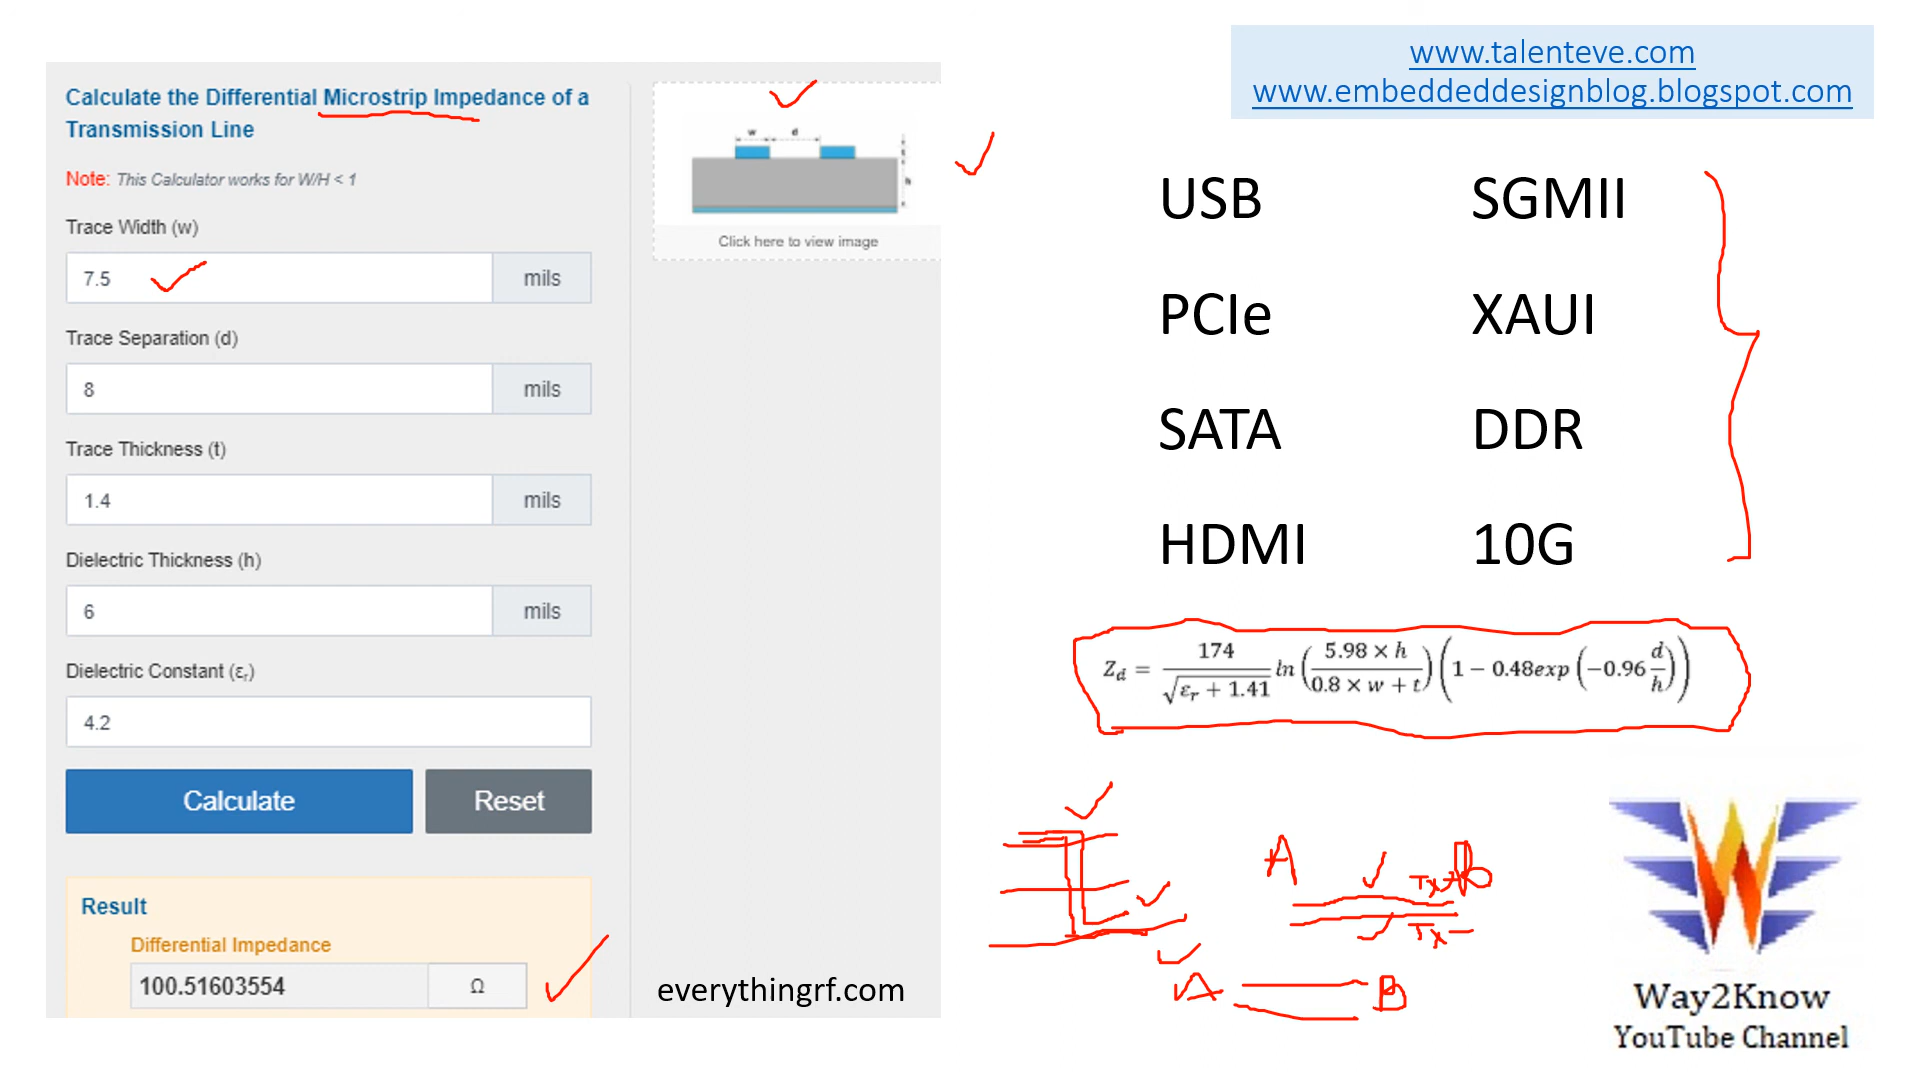 www.talenteve.com
www.embeddeddesignblog.blogspot.com
Calculate the Differential Microstrip Impedance of a
Transmission Line
Note: This Calculator works for W/H < 1
Trace Width (w)
7.5 mils
Trace Separation (d)
8 mils
Trace Thickness (t)
1.4 mils
Dielectric Thickness (h)
6 mils
Dielectric Constant (εr)
4.2
Calculate Reset
Result
Differential Impedance
100.51603554 Ω
w d
h
Click here to view image
everythingrf.com
USB SGMII
PCIe XAUI
SATA DDR
HDMI 10G
Z_d = 174/√(ε_r + 1.41) ln (5.98 × h / 0.8 × w + t) (1 − 0.48exp (−0.96 d/h))
A Tx+ B
Tx-
A B
Way2Know
YouTube Channel